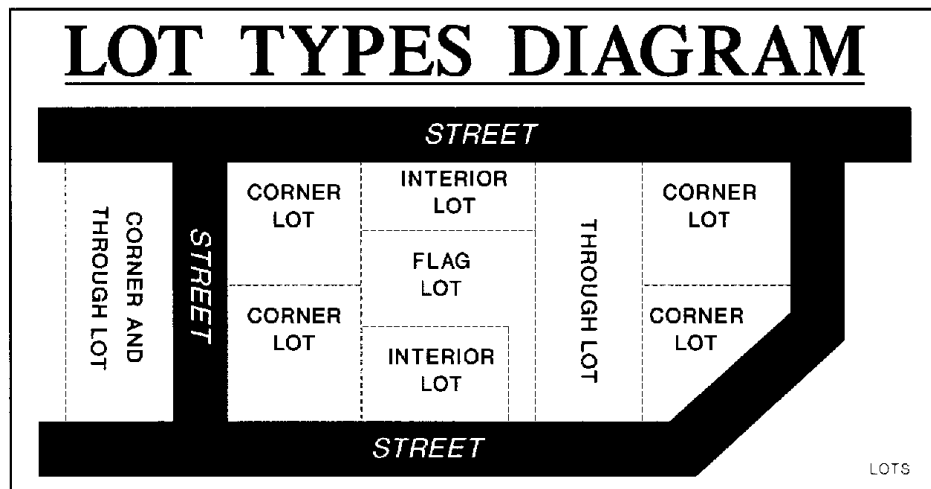 LOT TYPES DIAGRAM
STREET
CORNER AND
THROUGH LOT
STREET
CORNER
LOT
INTERIOR
LOT
THROUGH LOT
CORNER
LOT
FLAG
LOT
CORNER
LOT
CORNER
LOT
INTERIOR
LOT
STREET
LOTS